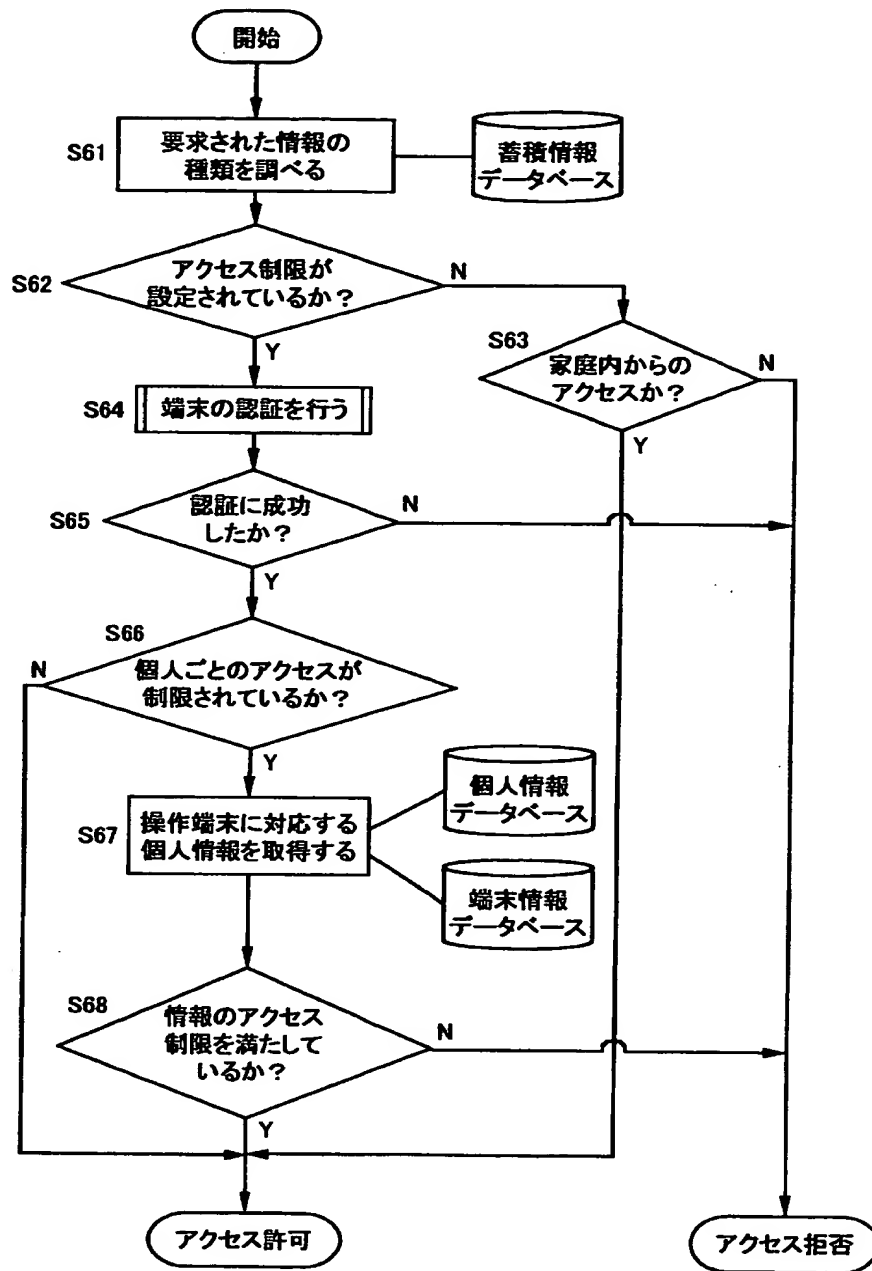 開始
S61
要求された情報の
種類を調べる
蓄積情報
データベース
S62
アクセス制限が
設定されているか？
N
Y
S63
家庭内からの
アクセスか？
N
Y
S64
端末の認証を行う
S65
認証に成功
したか？
N
Y
S66
N
個人ごとのアクセスが
制限されているか？
Y
S67
操作端末に対応する
個人情報を取得する
個人情報
データベース
端末情報
データベース
S68
情報のアクセス
制限を満たして
いるか？
N
Y
アクセス許可
アクセス拒否